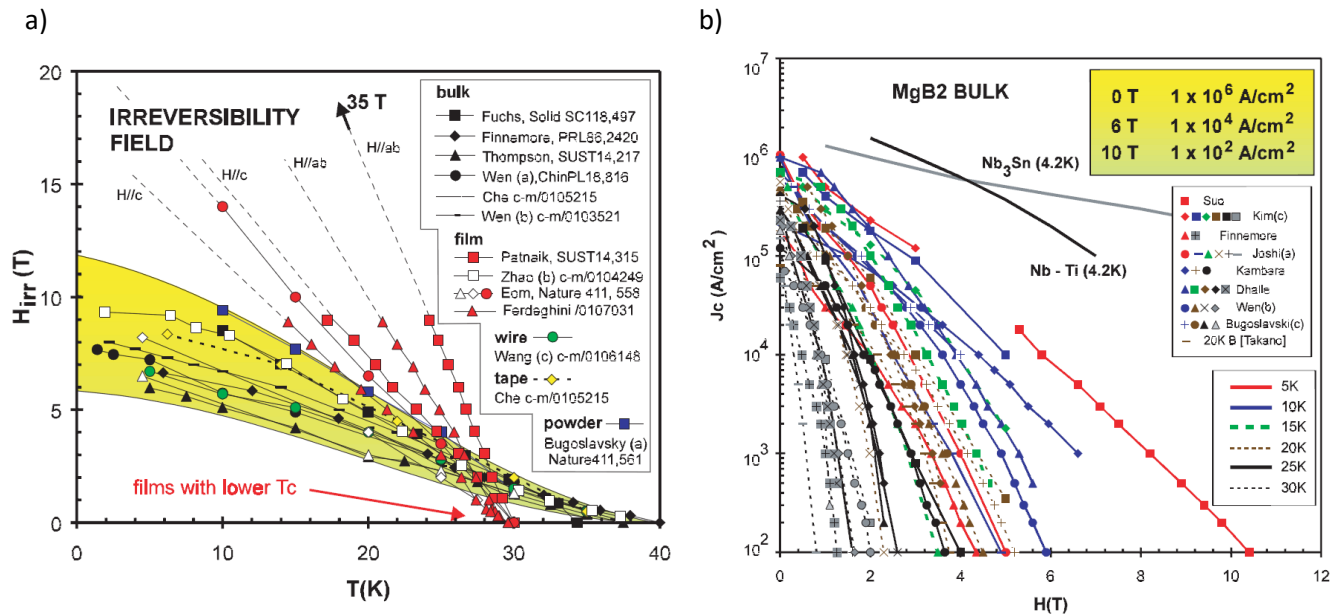 a)
20
15
10
5
0
0
10
20
30
40
H_irr (T)
T(K)
IRREVERSIBILITY
FIELD
35 T
H//c
H//c
H//ab
H//ab
films with lower Tc
bulk
Fuchs, Solid SC118,497
Finnemore, PRL86,2420
Thompson, SUST14,217
Wen (a),ChinPL18,816
Che c-m/0105215
Wen (b) c-m/0103521
film
Patnaik, SUST14,315
Zhao (b) c-m/0104249
Eom, Nature 411, 558
Ferdeghini /0107031
wire
Wang (c) c-m/0106148
tape
Che c-m/0105215
powder
Bugoslavsky (a)
Nature411,561
b)
10^7
10^6
10^5
10^4
10^3
10^2
0
2
4
6
8
10
12
Jc (A/cm^2)
H(T)
MgB2 BULK
0 T 1 x 10^6 A/cm^2
6 T 1 x 10^4 A/cm^2
10 T 1 x 10^2 A/cm^2
Nb_3Sn (4.2K)
Nb - Ti (4.2K)
Suo
Kim(c)
Finnemore
Joshi(a)
Kambara
Dhalle
Wen(b)
Bugoslavski(c)
20K B [Takano]
5K
10K
15K
20K
25K
30K